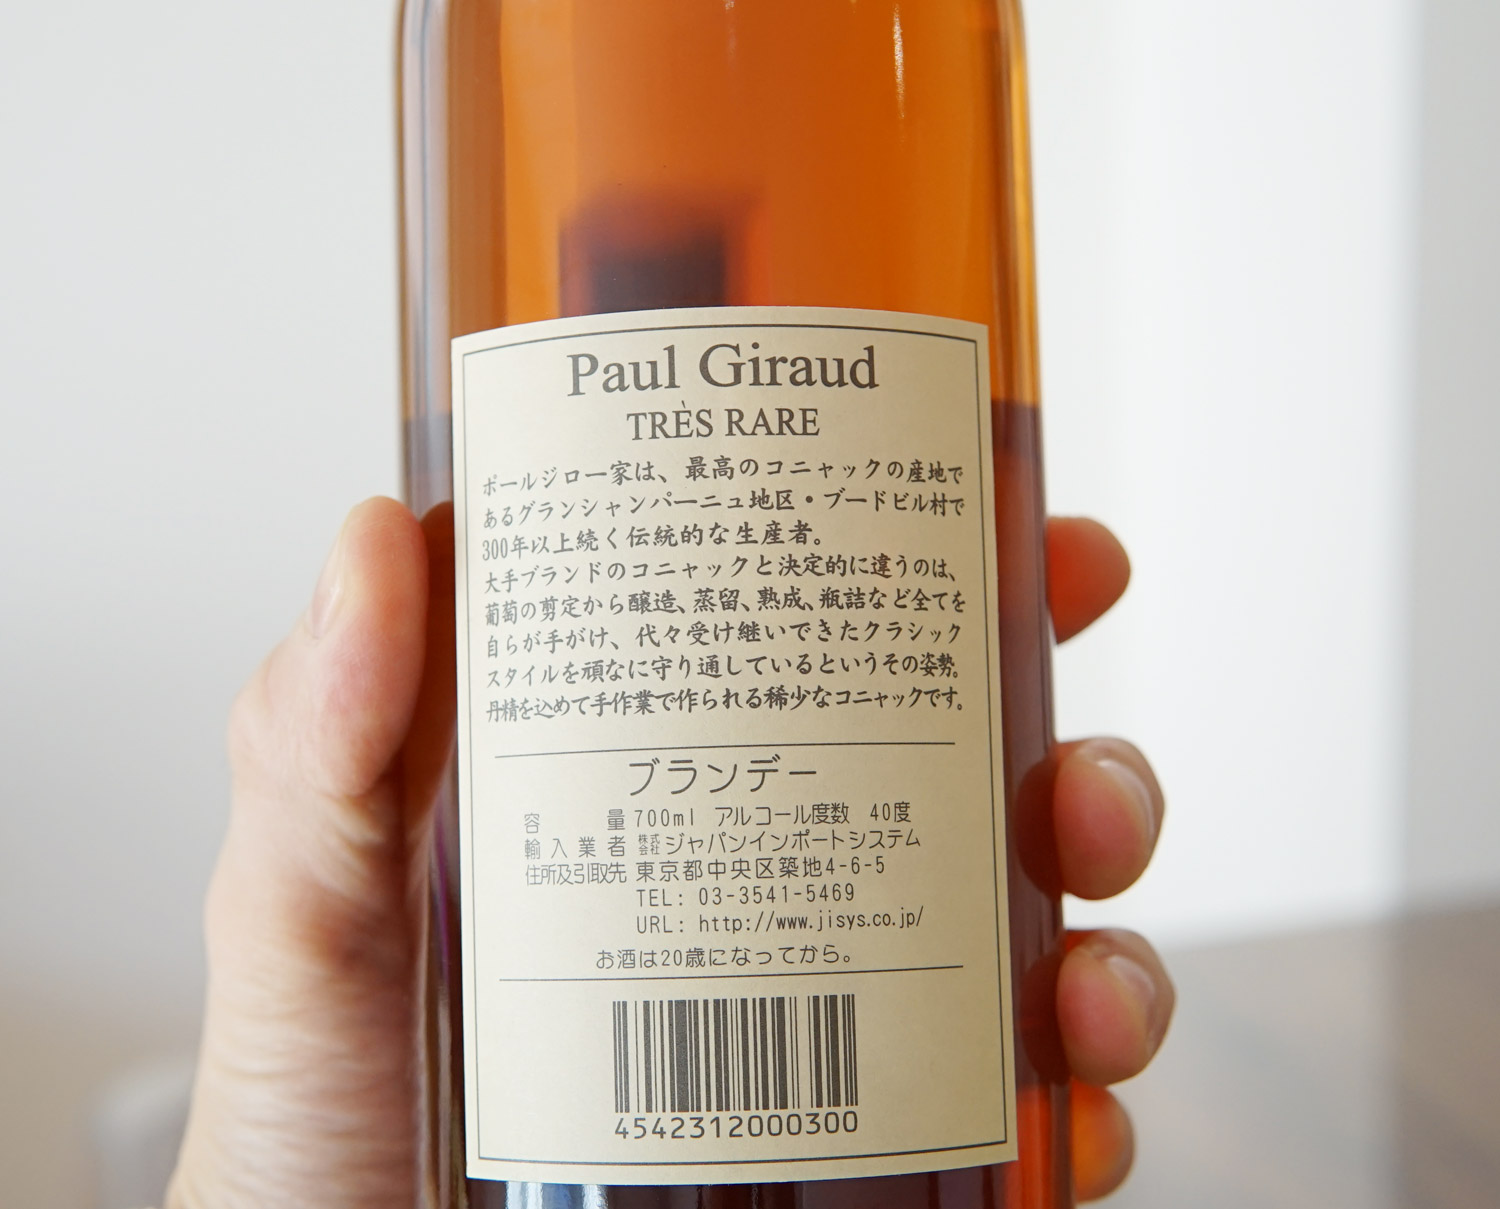 Paul Giraud
TRÈS RARE
ポールジロー家は、最高のコニャックの産地で
あるグランシャンパーニュ地区・ブードビル村で
300年以上続く伝統的な生産者。
大手ブランドのコニャックと決定的に違うのは、
葡萄の剪定から醸造、蒸留、熟成、瓶詰など全てを
自らが手がけ、代々受け継いできたクラシック
スタイルを頑なに守り通しているというその姿勢。
丹精を込めて手作業で作られる稀少なコニャックです。
ブランデー
容量 700ml アルコール度数 40度
輸入業者 株式会社ジャパンインポートシステム
住所及引取先 東京都中央区築地4-6-5
TEL: 03-3541-5469
URL: http://www.jisys.co.jp/
お酒は20歳になってから。
4542312000300